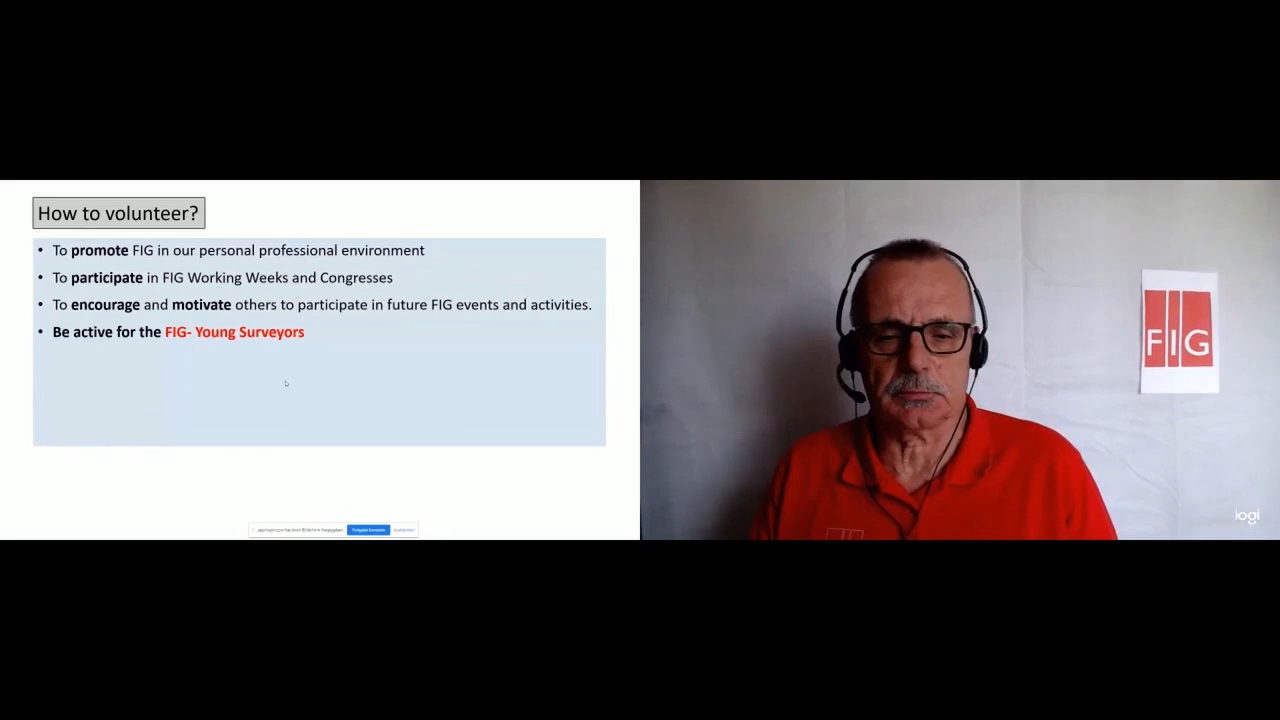 How to volunteer?
• To promote FIG in our personal professional environment
• To participate in FIG Working Weeks and Congresses
• To encourage and motivate others to participate in future FIG events and activities.
• Be active for the FIG- Young Surveyors
FIG
logi